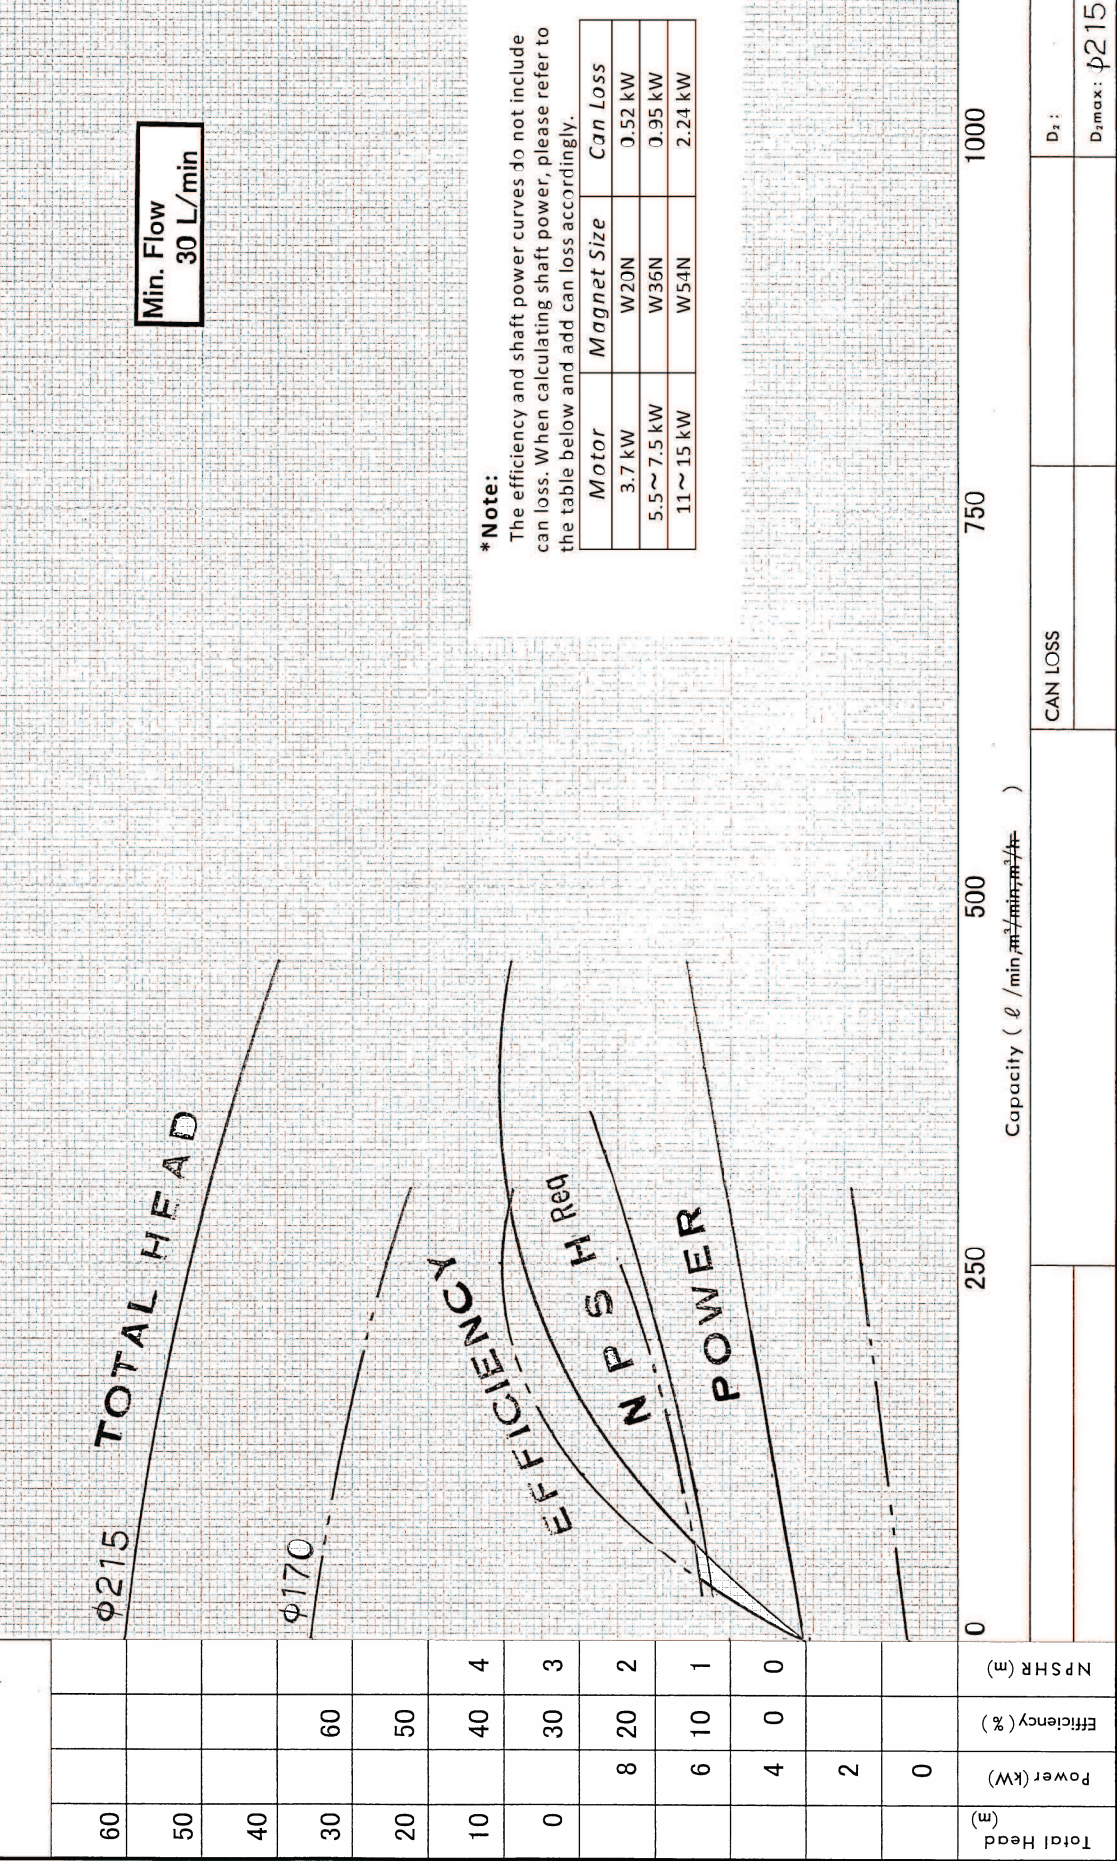 Min. Flow
30 L/min
φ215
TOTAL HEAD
φ170
EFFICIENCY
NPSH Req
POWER
*Note:
The efficiency and shaft power curves do not include
can loss. When calculating shaft power, please refer to
the table below and add can loss accordingly.
Motor Magnet Size Can Loss
3.7 kW W20N 0.52 kW
5.5~7.5 kW W36N 0.95 kW
11~15 kW W54N 2.24 kW
60
50
40
30 60
20 50
10 40 4
0 30 3
8 20 2
6 10 1
4 0 0
2
0
Total Head (m) Power (kW) Efficiency (%) NPSHR (m)
0 250 500 750 1000
Capacity ( ℓ /min,m³/min,m³/h )
CAN LOSS
D₂ :
D₂max: φ215